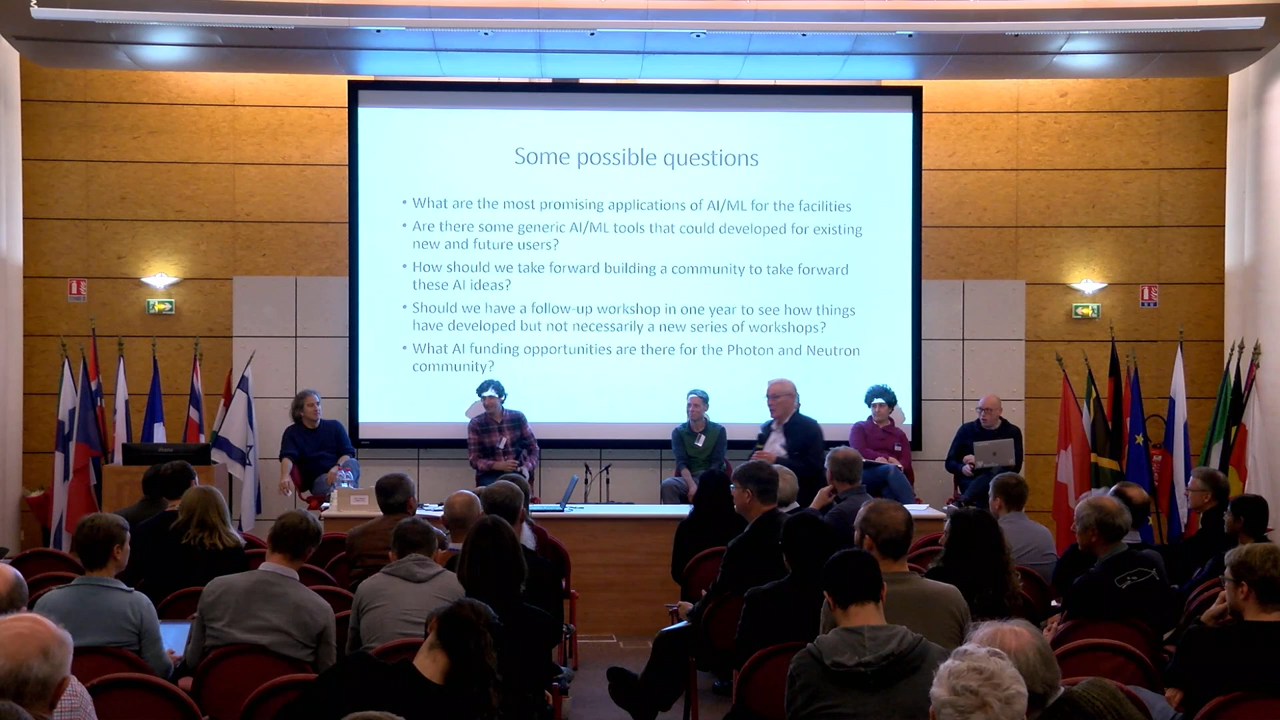 Some possible questions
• What are the most promising applications of AI/ML for the facilities
• Are there some generic AI/ML tools that could developed for existing
new and future users?
• How should we take forward building a community to take forward
these AI ideas?
• Should we have a follow-up workshop in one year to see how things
have developed but not necessarily a new series of workshops?
• What AI funding opportunities are there for the Photon and Neutron
community?